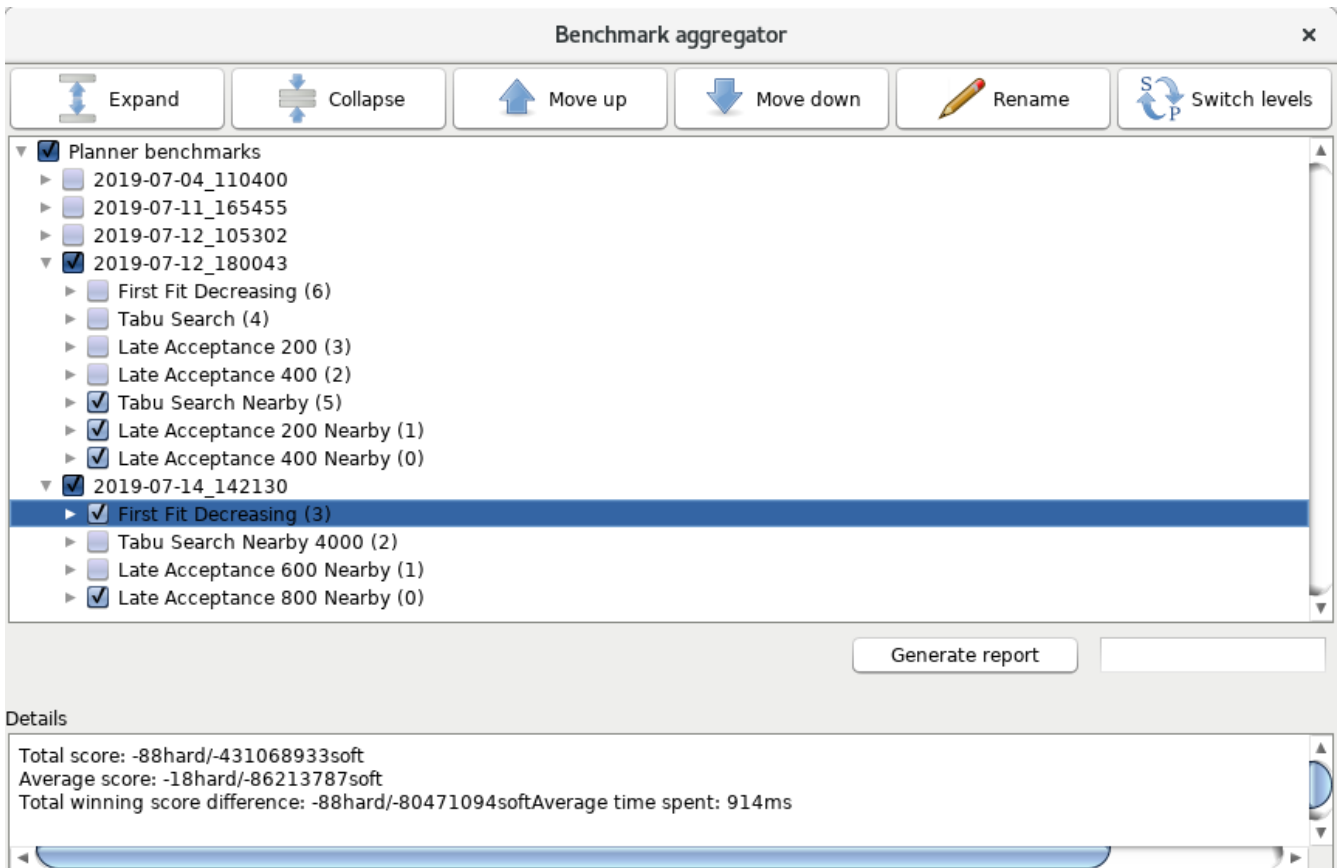 Benchmark aggregator ×
Expand Collapse Move up Move down Rename S P Switch levels
Planner benchmarks
2019-07-04_110400
2019-07-11_165455
2019-07-12_105302
2019-07-12_180043
First Fit Decreasing (6)
Tabu Search (4)
Late Acceptance 200 (3)
Late Acceptance 400 (2)
Tabu Search Nearby (5)
Late Acceptance 200 Nearby (1)
Late Acceptance 400 Nearby (0)
2019-07-14_142130
First Fit Decreasing (3)
Tabu Search Nearby 4000 (2)
Late Acceptance 600 Nearby (1)
Late Acceptance 800 Nearby (0)
Generate report
Details
Total score: -88hard/-431068933soft
Average score: -18hard/-86213787soft
Total winning score difference: -88hard/-80471094softAverage time spent: 914ms